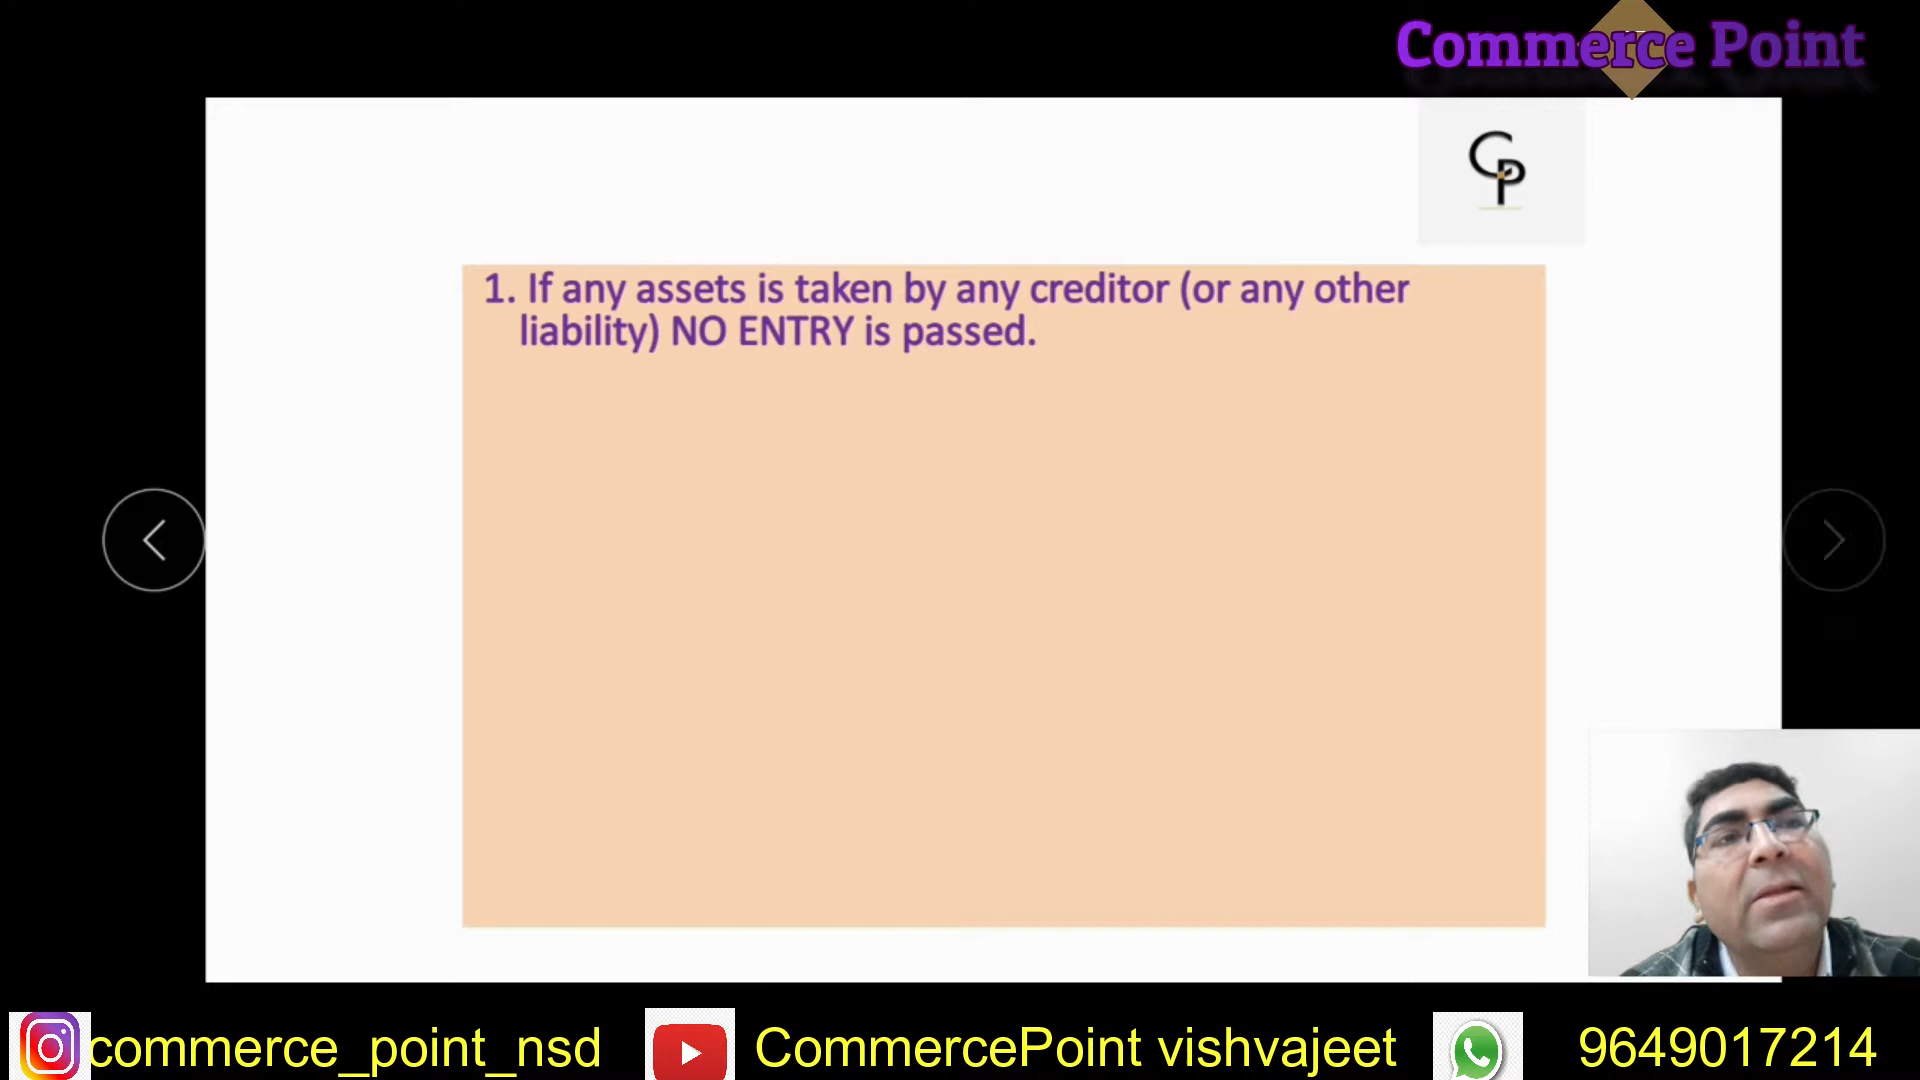 Commerce Point
CP
1. If any assets is taken by any creditor (or any other
liability) NO ENTRY is passed.
commerce_point_nsd
CommercePoint vishvajeet
9649017214